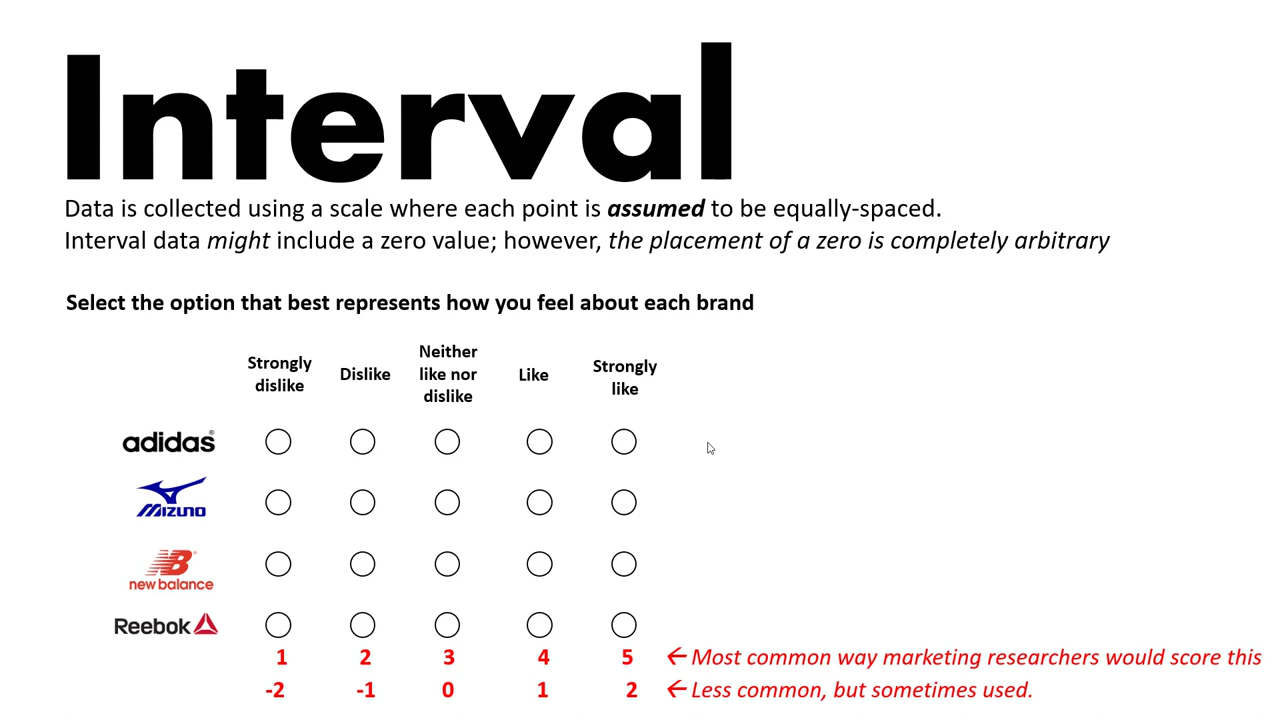 Interval
Data is collected using a scale where each point is assumed to be equally-spaced.
Interval data might include a zero value; however, the placement of a zero is completely arbitrary
Select the option that best represents how you feel about each brand
Strongly dislike
Dislike
Neither like nor dislike
Like
Strongly like
adidas®
MIZUNO
NB
new balance
Reebok
1 2 3 4 5 ← Most common way marketing researchers would score this
-2 -1 0 1 2 ← Less common, but sometimes used.